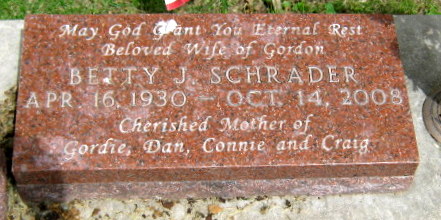 May God Grant You Eternal Rest
Beloved Wife of Gordon
BETTY J. SCHRADER
APR. 16, 1930 — OCT. 14, 2008
Cherished Mother of
Gordie, Dan, Connie and Craig